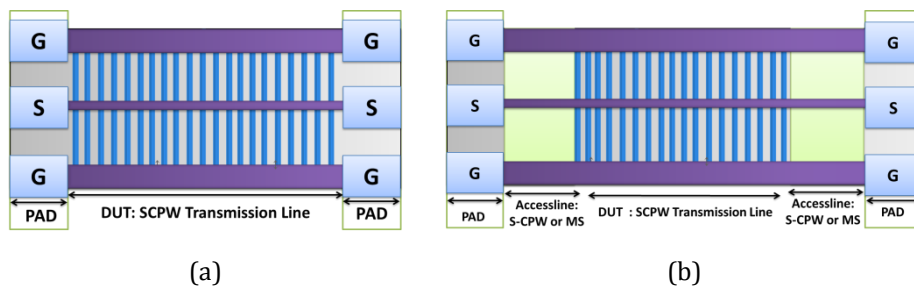 G
G
G
G
S
S
S
S
G
G
G
G
PAD
DUT: SCPW Transmission Line
PAD
PAD
Accessline:
S-CPW or MS
DUT : SCPW Transmission Line
Accessline:
S-CPW or MS
PAD
(a)
(b)